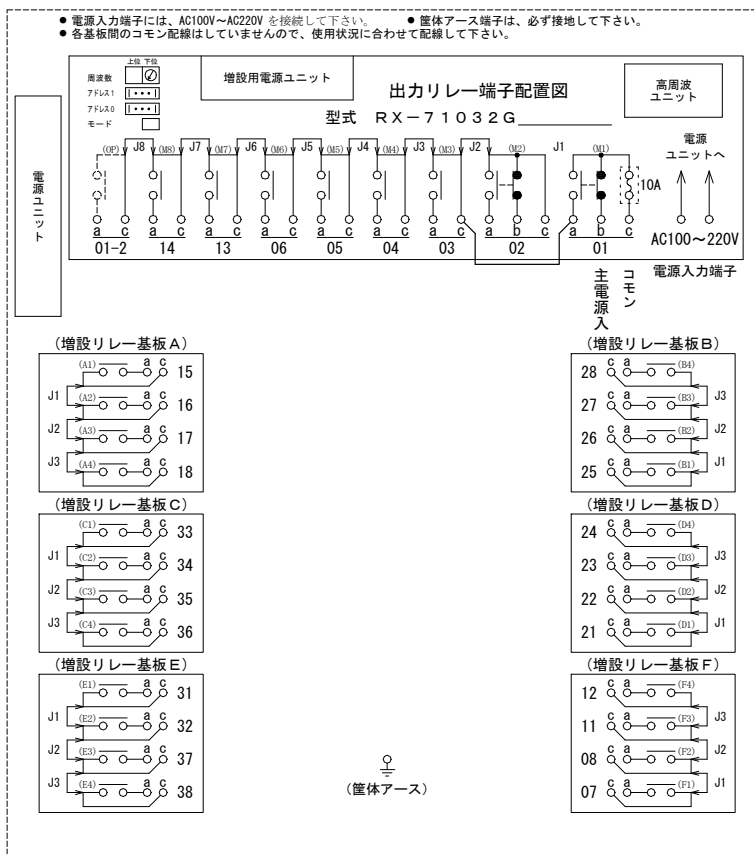 ● 電源入力端子には、AC100V～AC220V を接続して下さい。 ● 筐体アース端子は、必ず接地して下さい。
● 各基板間のコモン配線はしていませんので、使用状況に合わせて配線して下さい。
上位 下位
周波数
アドレス1
アドレス0
モード
増設用電源ユニット
出力リレー端子配置図
型式 RX－71032G
高周波
ユニット
電源
ユニットへ
電源ユニット
(OP) J8 (M8) J7 (M7) J6 (M6) J5 (M5) J4 (M4) J3 (M3) J2 (M2) J1 (M1)
10A
a c a c a c a c a c a c a c a b c a b c
01-2 14 13 06 05 04 03 02 01 AC100～220V
主電源入
コモン
電源入力端子
(増設リレー基板A)
(A1) a c 15
J1
(A2) a c 16
J2
(A3) a c 17
J3
(A4) a c 18
(増設リレー基板B)
28 c a (B4)
J3
27 c a (B3)
J2
26 c a (B2)
J1
25 c a (B1)
(増設リレー基板C)
(C1) a c 33
J1
(C2) a c 34
J2
(C3) a c 35
J3
(C4) a c 36
(増設リレー基板D)
24 c a (D4)
J3
23 c a (D3)
J2
22 c a (D2)
J1
21 c a (D1)
(増設リレー基板E)
(E1) a c 31
J1
(E2) a c 32
J2
(E3) a c 37
J3
(E4) a c 38
(増設リレー基板F)
12 c a (F4)
J3
11 c a (F3)
J2
08 c a (F2)
J1
07 c a (F1)
(筐体アース)